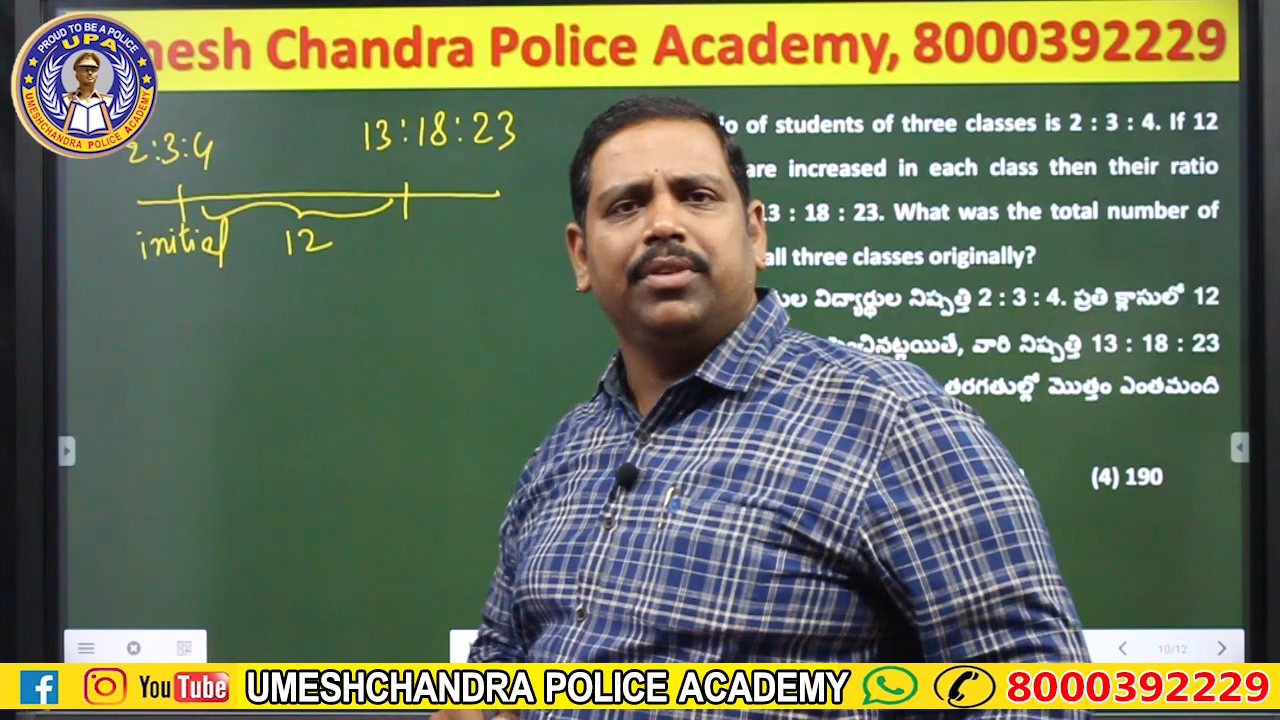 PROUD TO BE A POLICE
UPA
UMESHCHANDRA POLICE ACADEMY
mesh Chandra Police Academy, 8000392229
2:3:4
13:18:23
initial
12
io of students of three classes is 2 : 3 : 4. If 12
are increased in each class then their ratio
13 : 18 : 23. What was the total number of
all three classes originally?
విద్యార్థుల నిష్పత్తి 2 : 3 : 4. ప్రతి క్లాసులో 12
వారి నిష్పత్తి 13 : 18 : 23
తరగతుల్లో మొత్తం ఎంతమంది
(4) 190
10/12
YouTube UMESHCHANDRA POLICE ACADEMY 8000392229